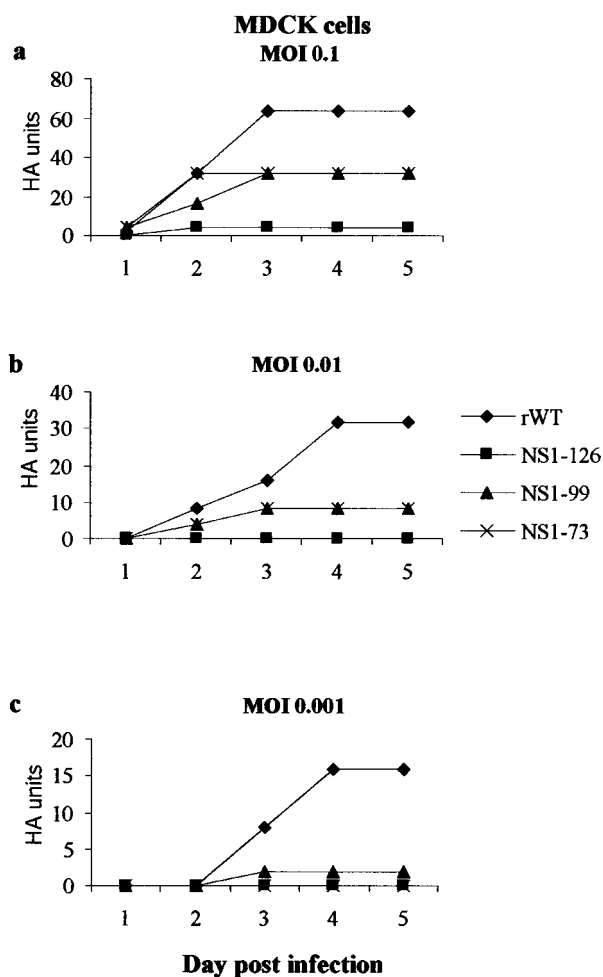 MDCK cells
a
MOI 0.1
HA units
80
60
40
20
0
1 2 3 4 5
b
MOI 0.01
HA units
40
30
20
10
0
1 2 3 4 5
rWT
NS1-126
NS1-99
NS1-73
c
MOI 0.001
HA units
20
15
10
5
0
1 2 3 4 5
Day post infection